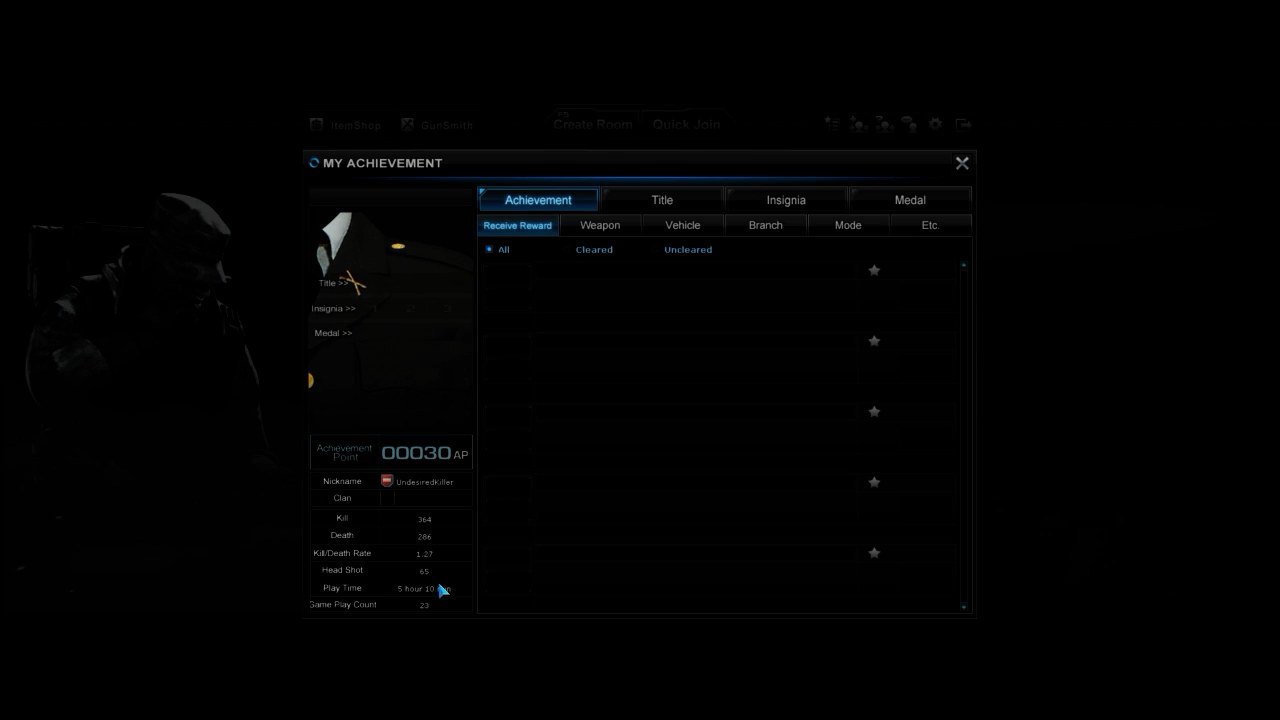 ItemShop GunSmith Create Room Quick Join
MY ACHIEVEMENT
Achievement Title Insignia Medal
Receive Reward Weapon Vehicle Branch Mode Etc.
All Cleared Uncleared
Title >>
Insignia >>
Medal >>
Achievement Point 00030 AP
Nickname UndesiredKiller
Clan
Kill 364
Death 286
Kill/Death Rate 1.27
Head Shot 65
Play Time 5 hour 10
Game Play Count 23